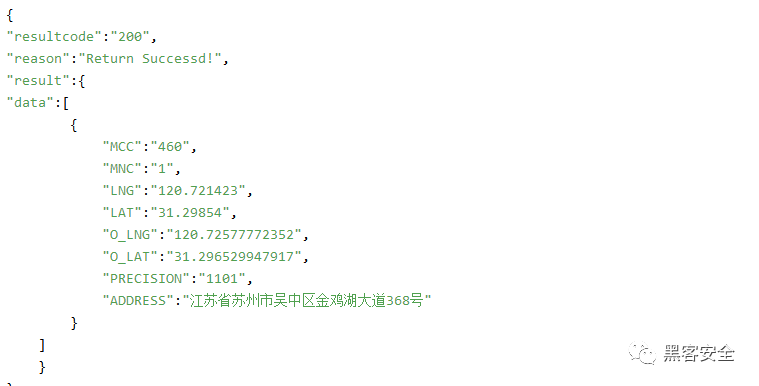 {
"resultcode":"200",
"reason":"Return Successd!",
"result":{
"data":[
{
"MCC":"460",
"MNC":"1",
"LNG":"120.721423",
"LAT":"31.29854",
"O_LNG":"120.72577772352",
"O_LAT":"31.296529947917",
"PRECISION":"1101",
"ADDRESS":"江苏省苏州市吴中区金鸡湖大道368号"
}
]
}
黑客安全